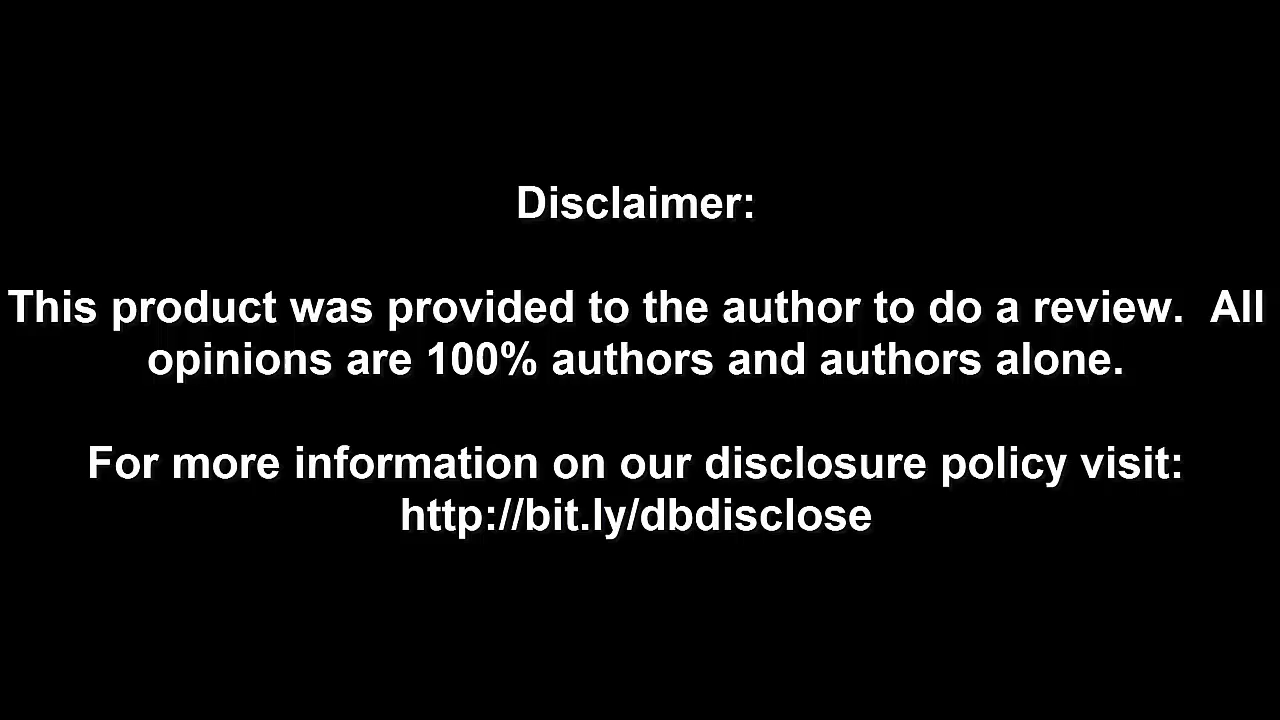 Disclaimer:
This product was provided to the author to do a review.  All
opinions are 100% authors and authors alone.
For more information on our disclosure policy visit:
http://bit.ly/dbdisclose